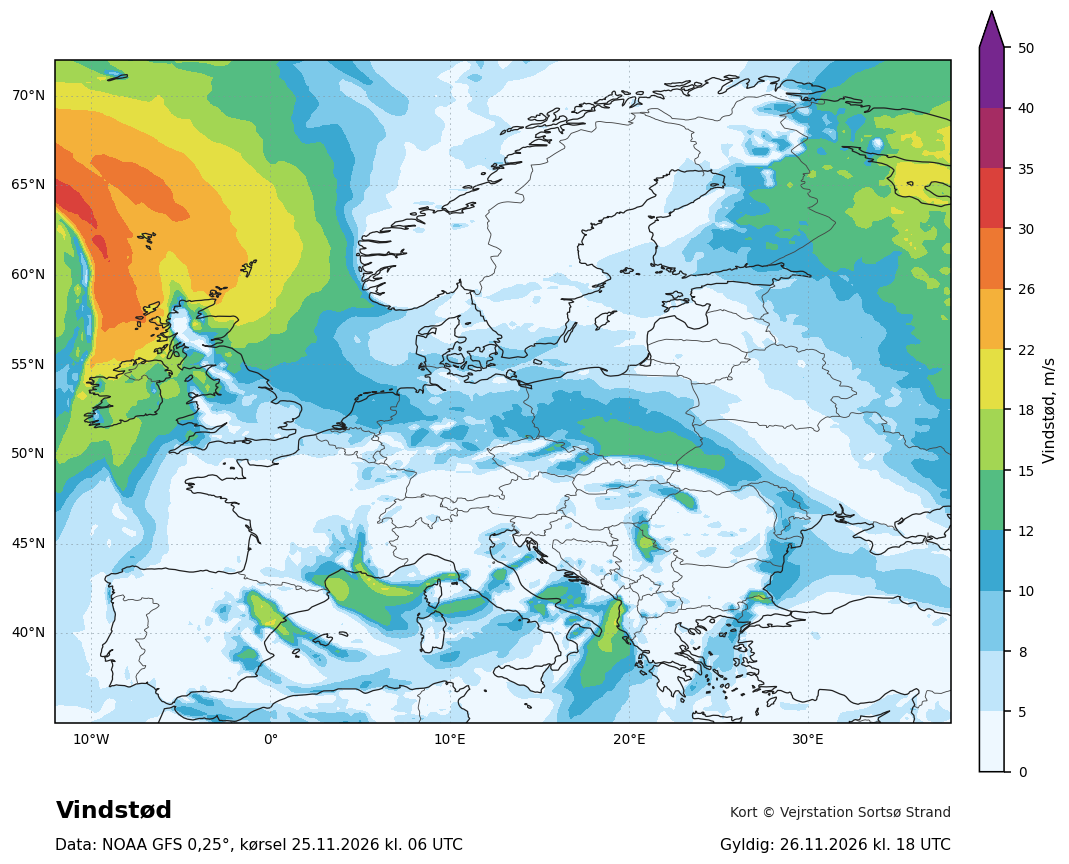 50
40
35
30
26
22
18
15
12
10
8
5
0
Vindstød, m/s
70°N
65°N
60°N
55°N
50°N
45°N
40°N
10°W
0°
10°E
20°E
30°E
Vindstød
Kort © Vejrstation Sortsø Strand
Data: NOAA GFS 0,25°, kørsel 25.11.2026 kl. 06 UTC
Gyldig: 26.11.2026 kl. 18 UTC